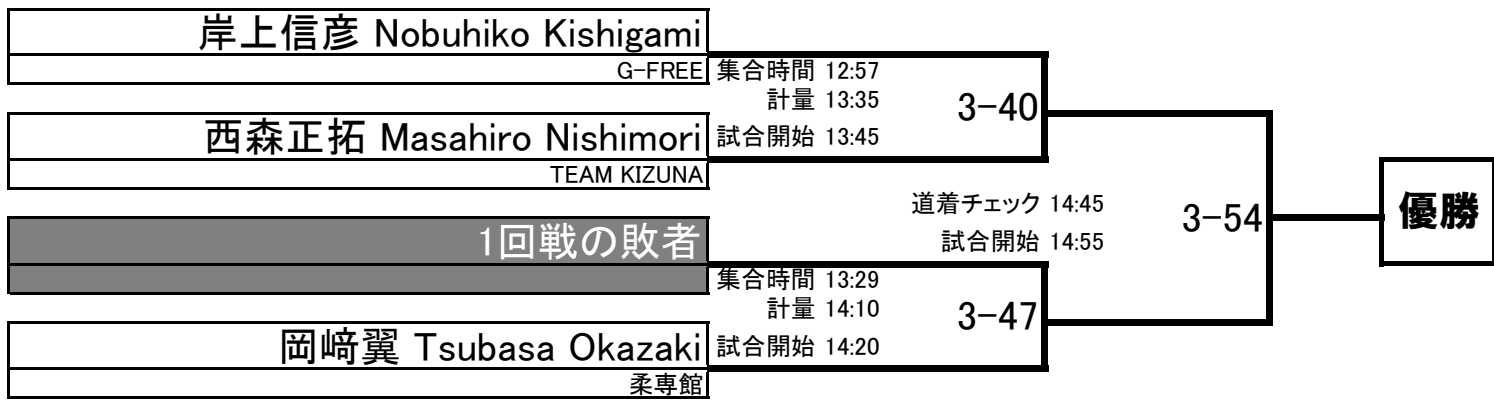 岸上信彦 Nobuhiko Kishigami
G-FREE
集合時間 12:57
計量 13:35
3-40
西森正拓 Masahiro Nishimori
試合開始 13:45
TEAM KIZUNA
道着チェック 14:45
3-54
優勝
1回戦の敗者
試合開始 14:55
集合時間 13:29
計量 14:10
3-47
岡﨑翼 Tsubasa Okazaki
試合開始 14:20
柔専館